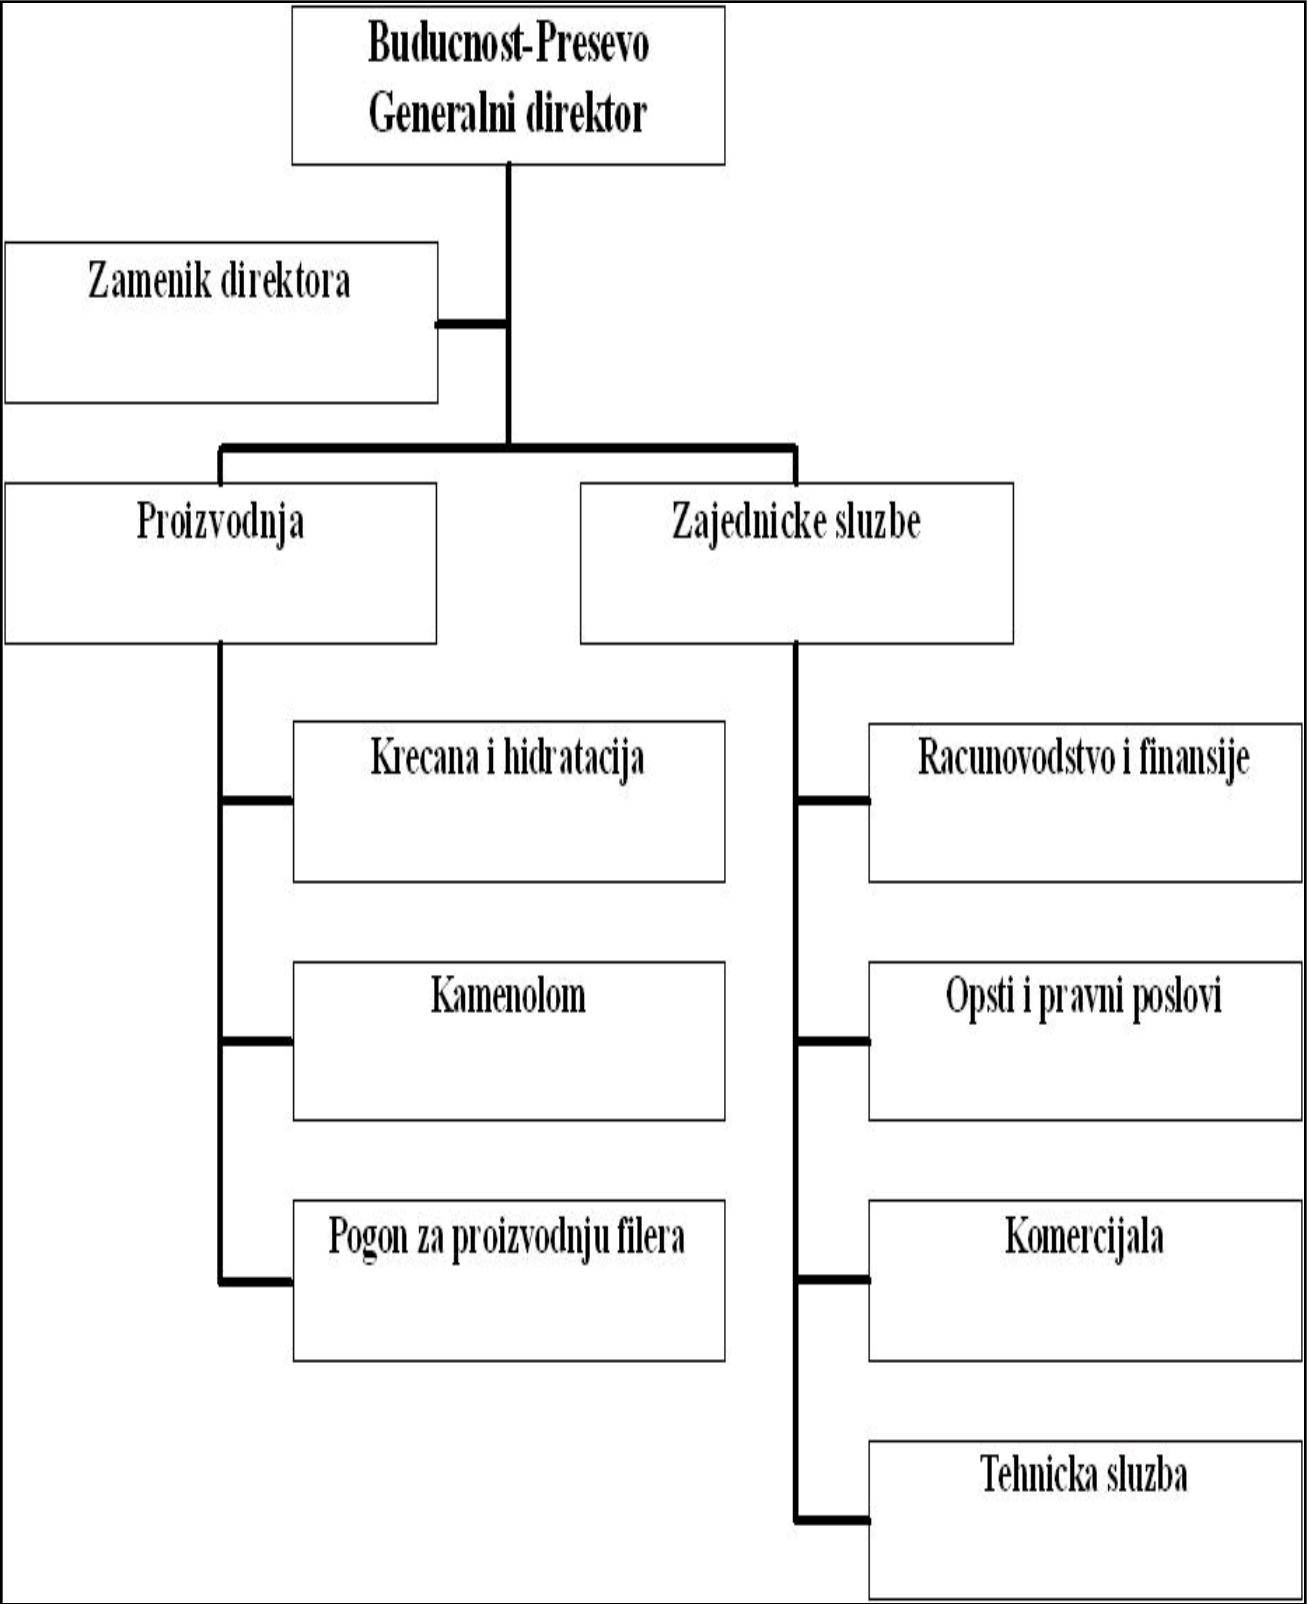 Buducnost-Presevo
Generalni direktor
Zamenik direktora
Proizvodnja
Zajednicke sluzbe
Krecana i hidratacija
Racunovodstvo i finansije
Kamenolom
Opsti i pravni poslovi
Pogon za proizvodnju filera
Komercijala
Tehnicka sluzba